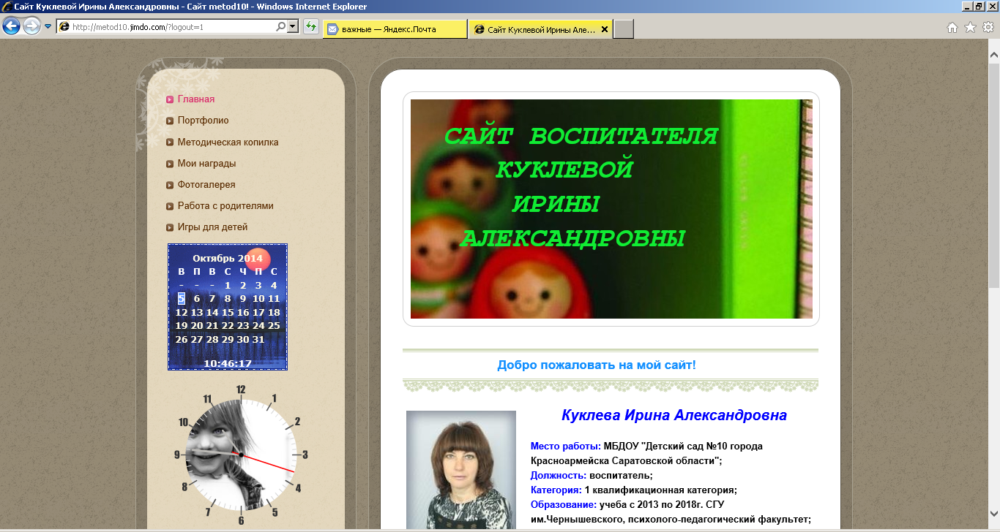 Сайт Куклевой Ирины Александровны - Сайт metod10! - Windows Internet Explorer
http://metod10.jimdo.com/?logout=1
важные — Яндекс.Почта
Сайт Куклевой Ирины Але...
Главная
Портфолио
Методическая копилка
Мои награды
Фотогалерея
Работа с родителями
Игры для детей
Октябрь 2014
В П В С Ч П С
- - - 1 2 3 4
5 6 7 8 9 10 11
12 13 14 15 16 17 18
19 20 21 22 23 24 25
26 27 28 29 30 31
10:46:17
12
1
2
3
4
5
6
7
8
9
10
11
САЙТ ВОСПИТАТЕЛЯ
КУКЛЕВОЙ
ИРИНЫ
АЛЕКСАНДРОВНЫ
Добро пожаловать на мой сайт!
Куклева Ирина Александровна
Место работы: МБДОУ "Детский сад №10 города
Красноармейска Саратовской области";
Должность: воспитатель;
Категория: 1 квалификационная категория;
Образование: учеба с 2013 по 2018г. СГУ
им.Чернышевского, психолого-педагогический факультет;